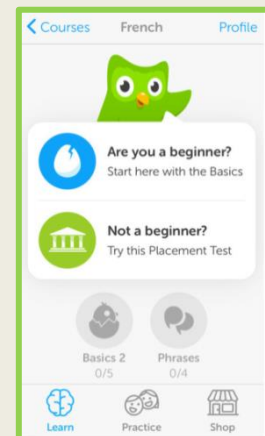 Courses French Profile
Are you a beginner?
Start here with the Basics
Not a beginner?
Try this Placement Test
Basics 2 Phrases
0/5 0/4
Learn Practice Shop